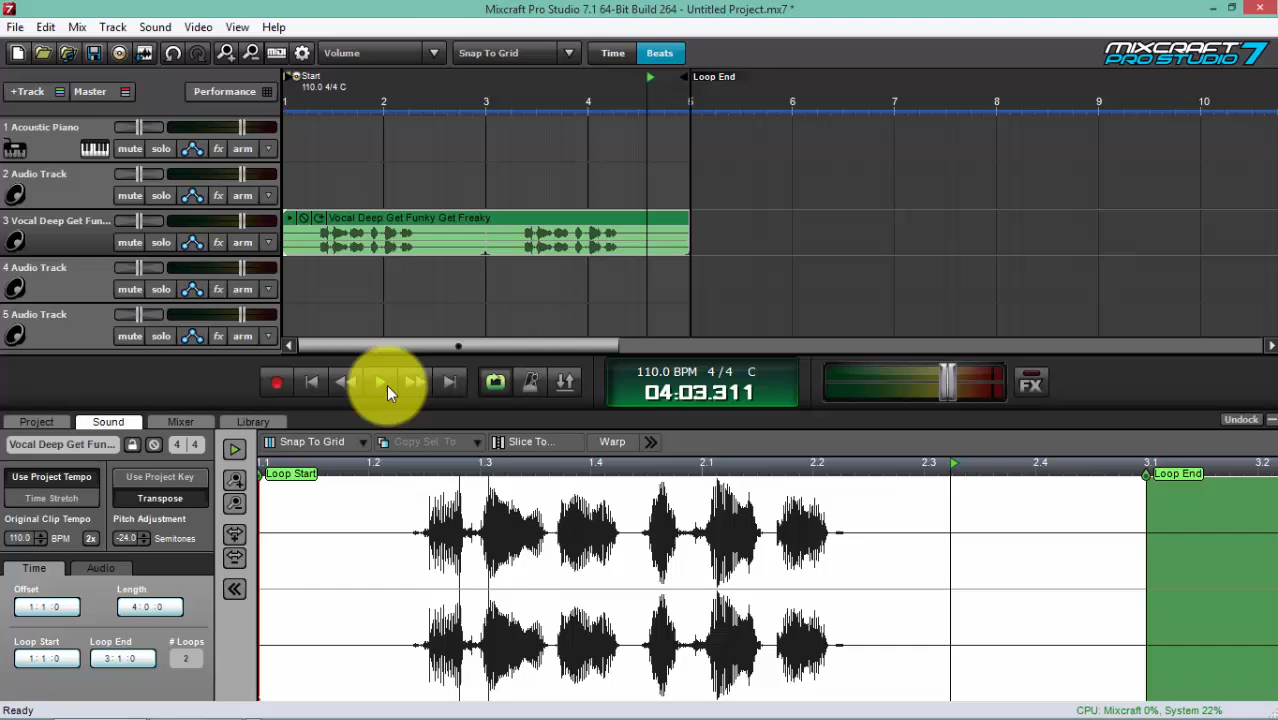 Mixcraft Pro Studio 7.1 64-Bit Build 264 - Untitled Project.mx7 *
File Edit Mix Track Sound Video View Help
Volume Snap To Grid Time Beats MIXCRAFT PRO STUDIO 7
Start Loop End
+Track Master Performance 110.0 4/4 C
1 2 3 4 5 6 7 8 9 10
1 Acoustic Piano
mute solo fx arm
2 Audio Track
mute solo fx arm
3 Vocal Deep Get Fun... Vocal Deep Get Funky Get Freaky
mute solo fx arm
4 Audio Track
mute solo fx arm
5 Audio Track
mute solo fx arm
110.0 BPM 4/4 C
04:03.311 FX
Project Sound Mixer Library Undock
Vocal Deep Get Fun... 4 4 Snap To Grid Copy Sel. To Slice To... Warp
1.1 1.2 1.3 1.4 2.1 2.2 2.3 2.4 3.1 3.2
Loop Start Loop End
Use Project Tempo Use Project Key
Time Stretch Transpose
Original Clip Tempo Pitch Adjustment
110.0 BPM 2x -24.0 Semitones
Time Audio
Offset Length
1: 1: :0 4: 0: :0
Loop Start Loop End # Loops
1: 1: :0 3: 1: :0 2
Ready CPU: Mixcraft 0%, System 22%